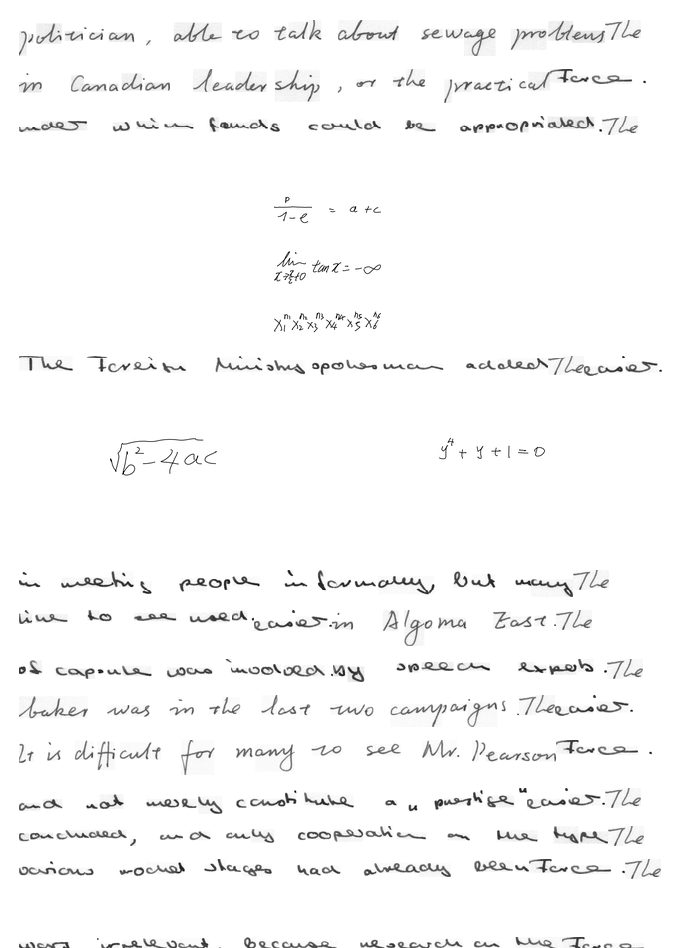 politician, able to talk about sewage problems The
in Canadian leadership, or the practical Force.
under which founds could be appropriated. The
\frac{p}{1-e} = a+c
\lim_{x \to \frac{\pi}{2}+0} \tan x = -\infty
x_1^{n_1} x_2^{n_2} x_3^{n_3} x_4^{n_4} x_5^{n_5} x_6^{n_6}
The Foreign Ministry spokesman added The easier.
\sqrt{b^2-4ac}
y^4+y+1=0
in meeting people informally, but many The
line to see used. easier. in Algoma East. The
of capsule was involved. By speech expeb. The
baker was in the last two campaigns. The easier.
It is difficult for many to see Mr. Pearson Force.
and not merely constitute a "prestige" easier. The
concluded, and only cooperation on the type The
various rocket stages had already been Force. The
were irrelevant, because research on the Force